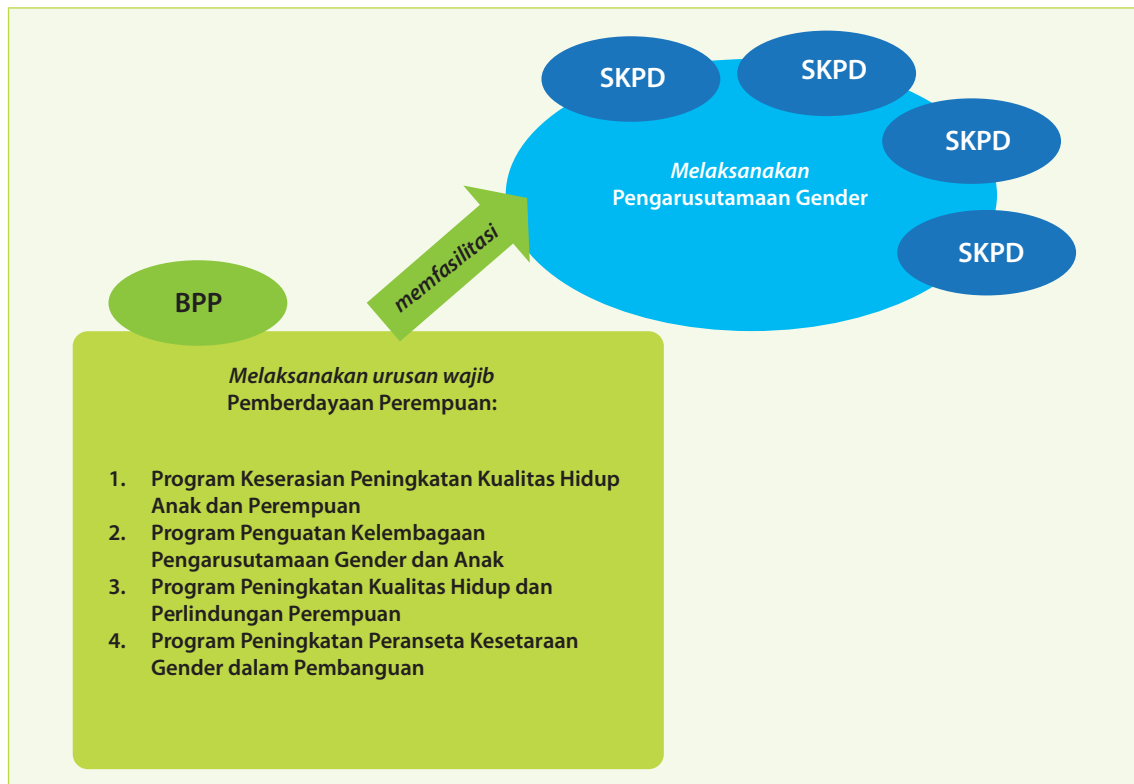 SKPD
SKPD
SKPD
SKPD
Melaksanakan
Pengarusutamaan Gender
memfasilitasi
BPP
Melaksanakan urusan wajib
Pemberdayaan Perempuan:
1. Program Keserasian Peningkatan Kualitas Hidup
Anak dan Perempuan
2. Program Penguatan Kelembagaan
Pengarusutamaan Gender dan Anak
3. Program Peningkatan Kualitas Hidup dan
Perlindungan Perempuan
4. Program Peningkatan Peranseta Kesetaraan
Gender dalam Pembanguan